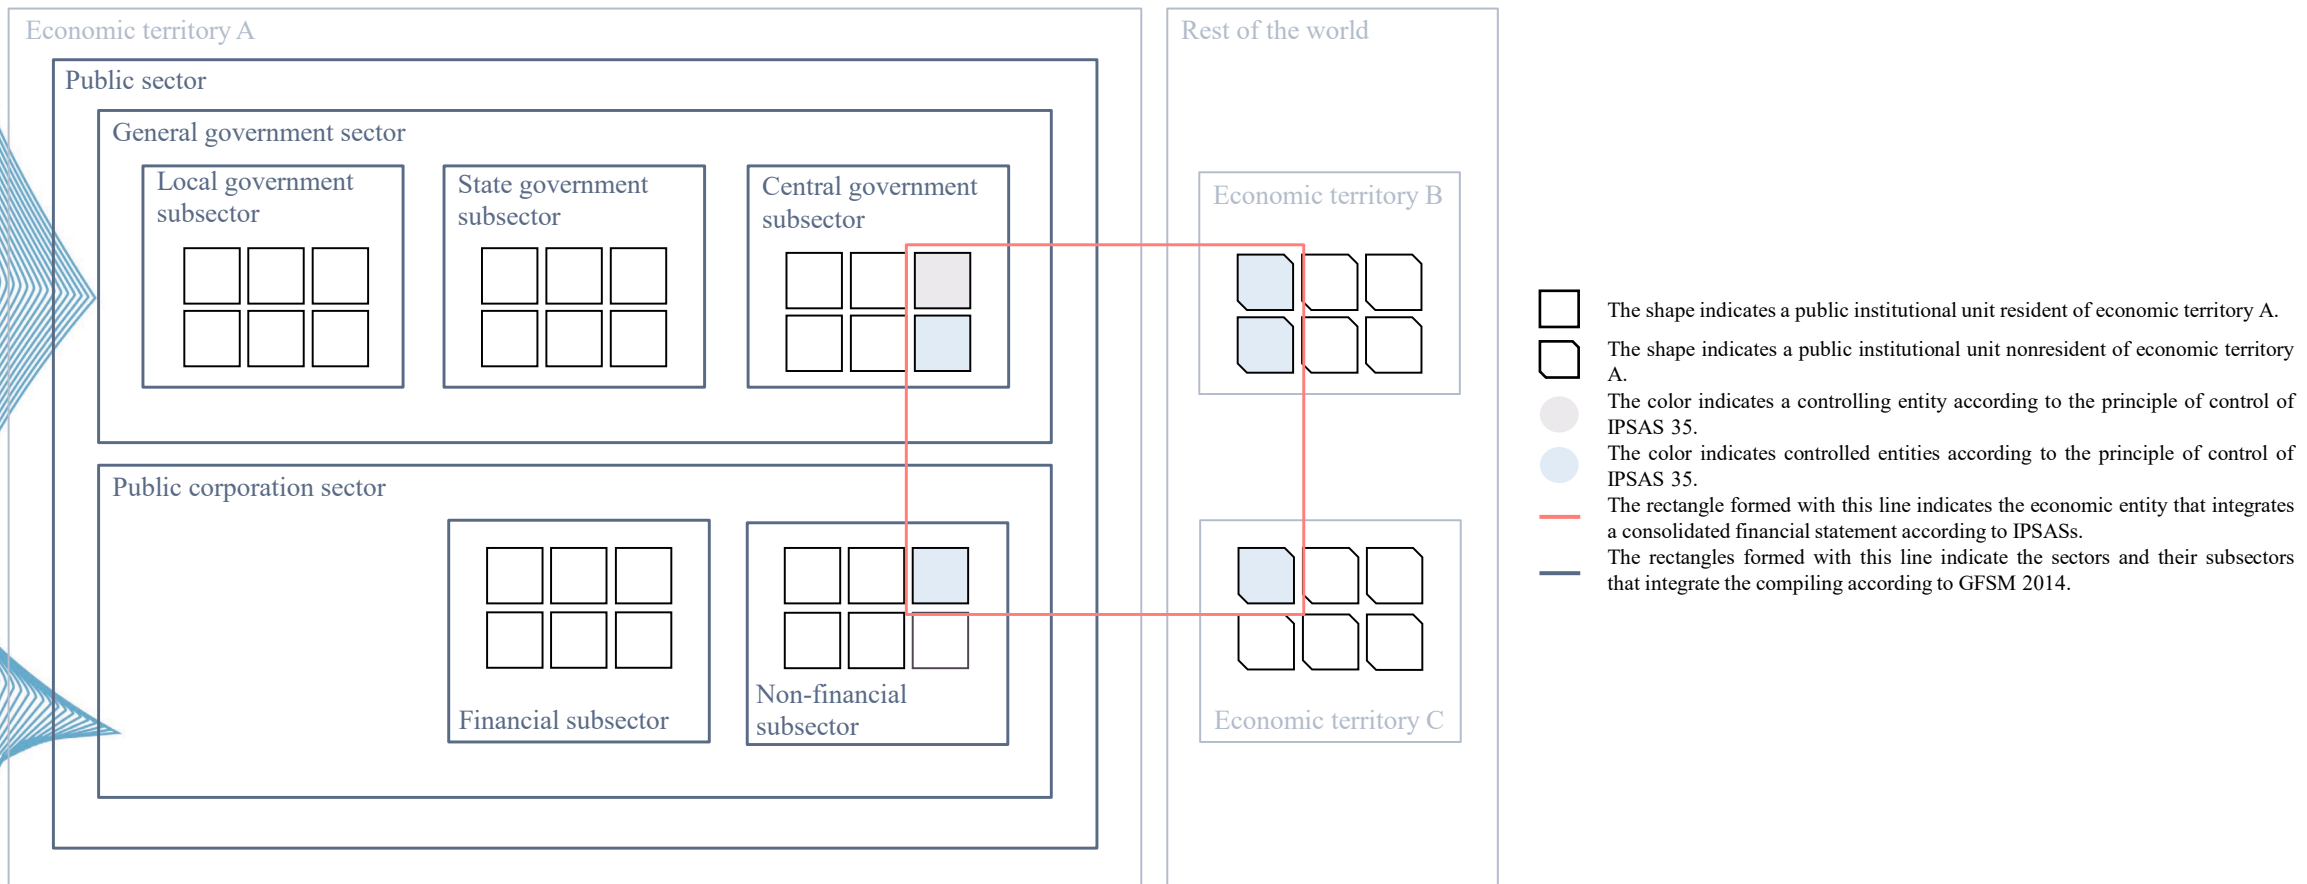 Economic territory A
Rest of the world
Public sector
General government sector
Local government
subsector
State government
subsector
Central government
subsector
Economic territory B
The shape indicates a public institutional unit resident of economic territory A.
The shape indicates a public institutional unit nonresident of economic territory
A.
The color indicates a controlling entity according to the principle of control of
IPSAS 35.
The color indicates controlled entities according to the principle of control of
IPSAS 35.
The rectangle formed with this line indicates the economic entity that integrates
a consolidated financial statement according to IPSASs.
The rectangles formed with this line indicate the sectors and their subsectors
that integrate the compiling according to GFSM 2014.
Public corporation sector
Financial subsector
Non-financial
subsector
Economic territory C